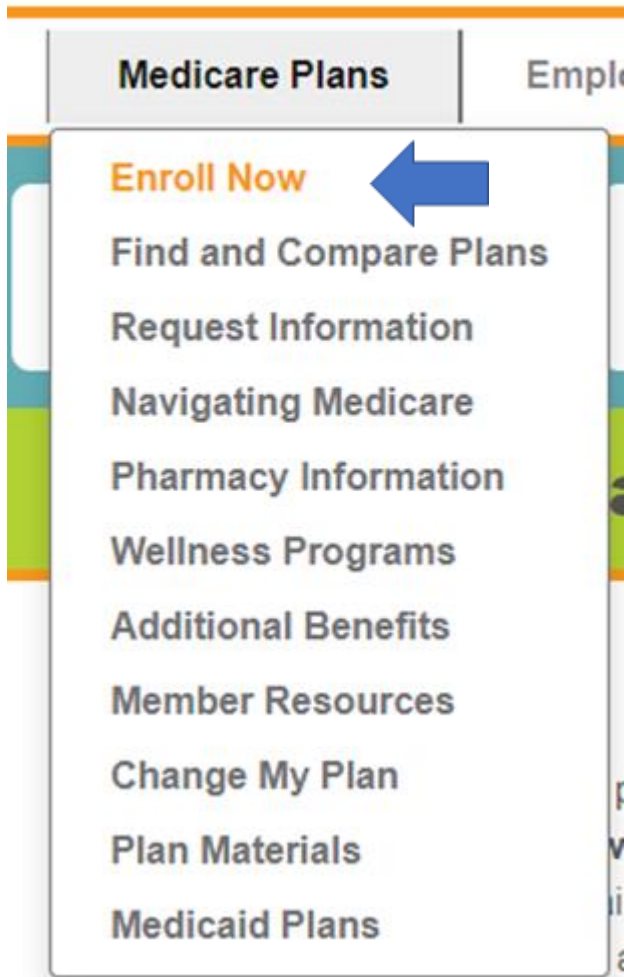 Medicare Plans
Enroll Now
Find and Compare Plans
Request Information
Navigating Medicare
Pharmacy Information
Wellness Programs
Additional Benefits
Member Resources
Change My Plan
Plan Materials
Medicaid Plans